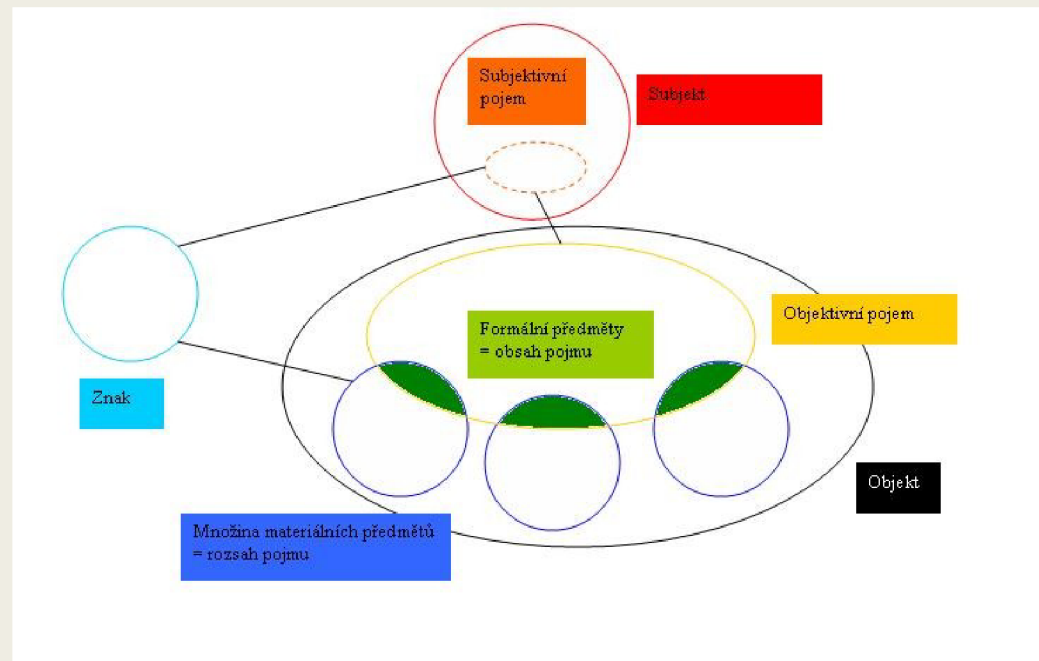 Subjektivní
pojem
Subjekt
Objektivní pojem
Formální předměty
= obsah pojmu
Znak
Objekt
Množina materiálních předmětů
= rozsah pojmu